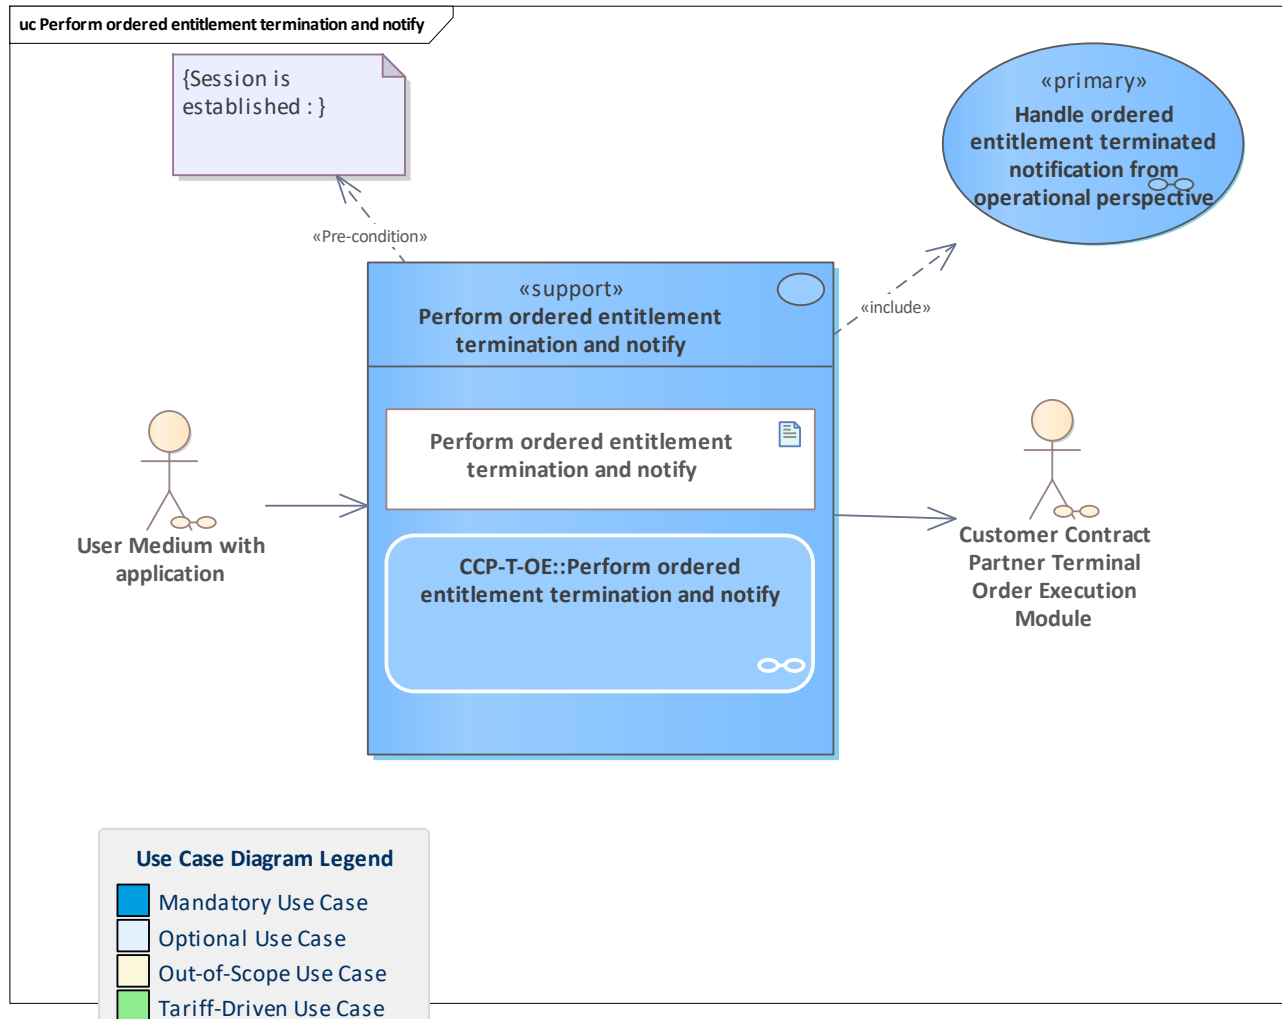 uc Perform ordered entitlement termination and notify
{Session is
established : }
«primary»
Handle ordered
entitlement terminated
notification from
operational perspective
«Pre-condition»
«include»
«support»
Perform ordered entitlement
termination and notify
Perform ordered entitlement
termination and notify
CCP-T-OE::Perform ordered
entitlement termination and notify
User Medium with
application
Customer Contract
Partner Terminal
Order Execution
Module
Use Case Diagram Legend
Mandatory Use Case
Optional Use Case
Out-of-Scope Use Case
Tariff-Driven Use Case